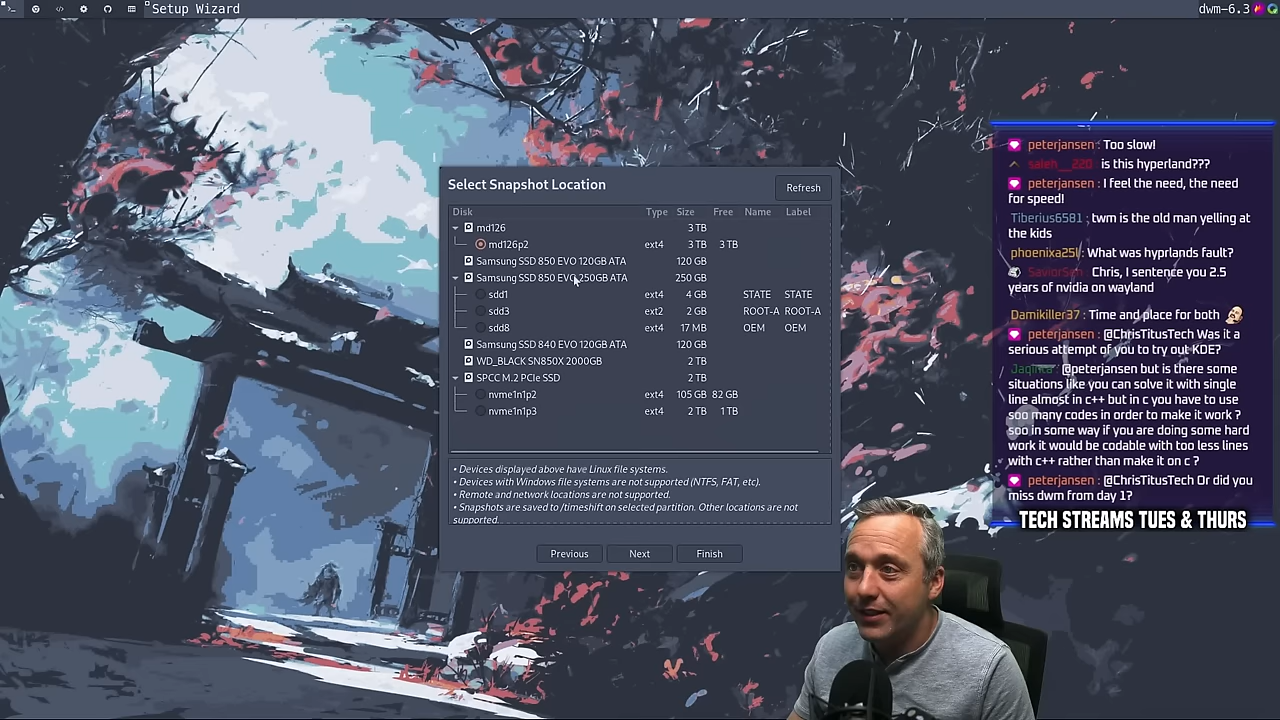 Setup Wizard
dwm-6.3
Select Snapshot Location
Refresh
Disk Type Size Free Name Label
md126 3 TB
md126p2 ext4 3 TB 3 TB
Samsung SSD 850 EVO 120GB ATA 120 GB
Samsung SSD 850 EVO 250GB ATA 250 GB
sdd1 ext4 4 GB STATE STATE
sdd3 ext2 2 GB ROOT-A ROOT-A
sdd8 ext4 17 MB OEM OEM
Samsung SSD 840 EVO 120GB ATA 120 GB
WD_BLACK SN850X 2000GB 2 TB
SPCC M.2 PCIe SSD 2 TB
nvme1n1p2 ext4 105 GB 82 GB
nvme1n1p3 ext4 2 TB 1 TB
• Devices displayed above have Linux file systems.
• Devices with Windows file systems are not supported (NTFS, FAT, etc).
• Remote and network locations are not supported.
• Snapshots are saved to /timeshift on selected partition. Other locations are not
supported.
Previous Next Finish
peterjansen : Too slow!
saleh__220 is this hyperland???
peterjansen : I feel the need, the need
for speed!
Tiberius6581 : twm is the old man yelling at
the kids
phoenixa25l : What was hyprlands fault?
SaviorSen Chris, I sentence you 2.5
years of nvidia on wayland
Damikiller37 : Time and place for both
peterjansen : @ChrisTitusTech Was it a
serious attempt of you to try out KDE?
Jaqinta : @peterjansen but is there some
situations like you can solve it with single
line almost in c++ but in c you have to use
soo many codes in order to make it work ?
soo in some way if you are doing some hard
work it would be codable with too less lines
with c++ rather than make it on c ?
peterjansen : @ChrisTitusTech Or did you
miss dwm from day 1?
TECH STREAMS TUES & THURS